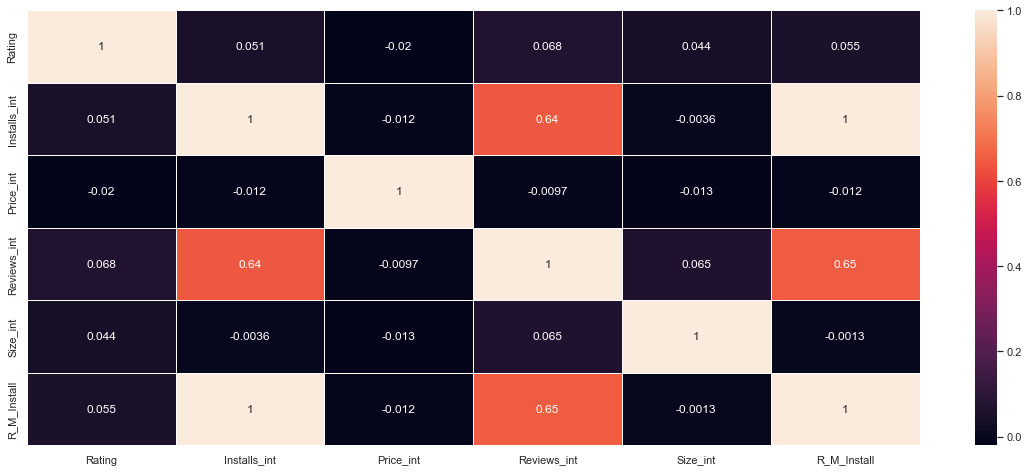 Rating 1 0.051 -0.02 0.068 0.044 0.055
Installs_int 0.051 1 -0.012 0.64 -0.0036 1
Price_int -0.02 -0.012 1 -0.0097 -0.013 -0.012
Reviews_int 0.068 0.64 -0.0097 1 0.065 0.65
Size_int 0.044 -0.0036 -0.013 0.065 1 -0.0013
R_M_Install 0.055 1 -0.012 0.65 -0.0013 1
Rating Installs_int Price_int Reviews_int Size_int R_M_Install
1.0
0.8
0.6
0.4
0.2
0.0